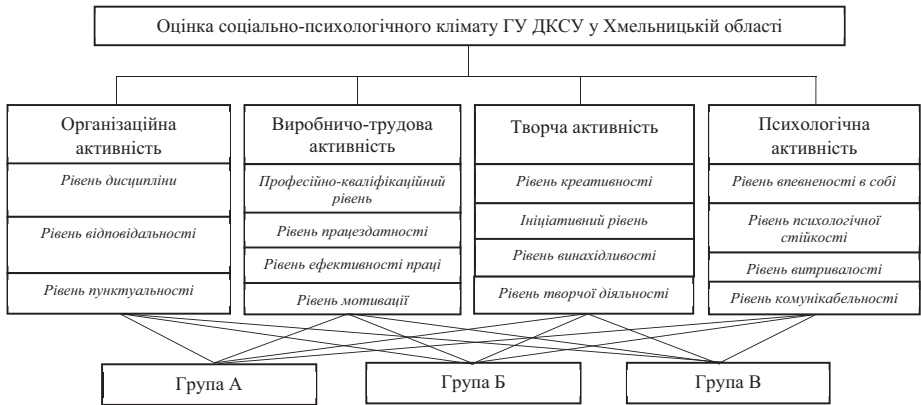 Оцінка соціально-психологічного клімату ГУ ДКСУ у Хмельницькій області
Організаційна
активність
Рівень дисципліни
Рівень відповідальності
Рівень пунктуальності
Виробничо-трудова
активність
Професійно-кваліфікаційний
рівень
Рівень працездатності
Рівень ефективності праці
Рівень мотивації
Творча активність
Рівень креативності
Ініціативний рівень
Рівень винахідливості
Рівень творчої діяльності
Психологічна
активність
Рівень впевненості в собі
Рівень психологічної
стійкості
Рівень витривалості
Рівень комунікабельності
Група А
Група Б
Група В